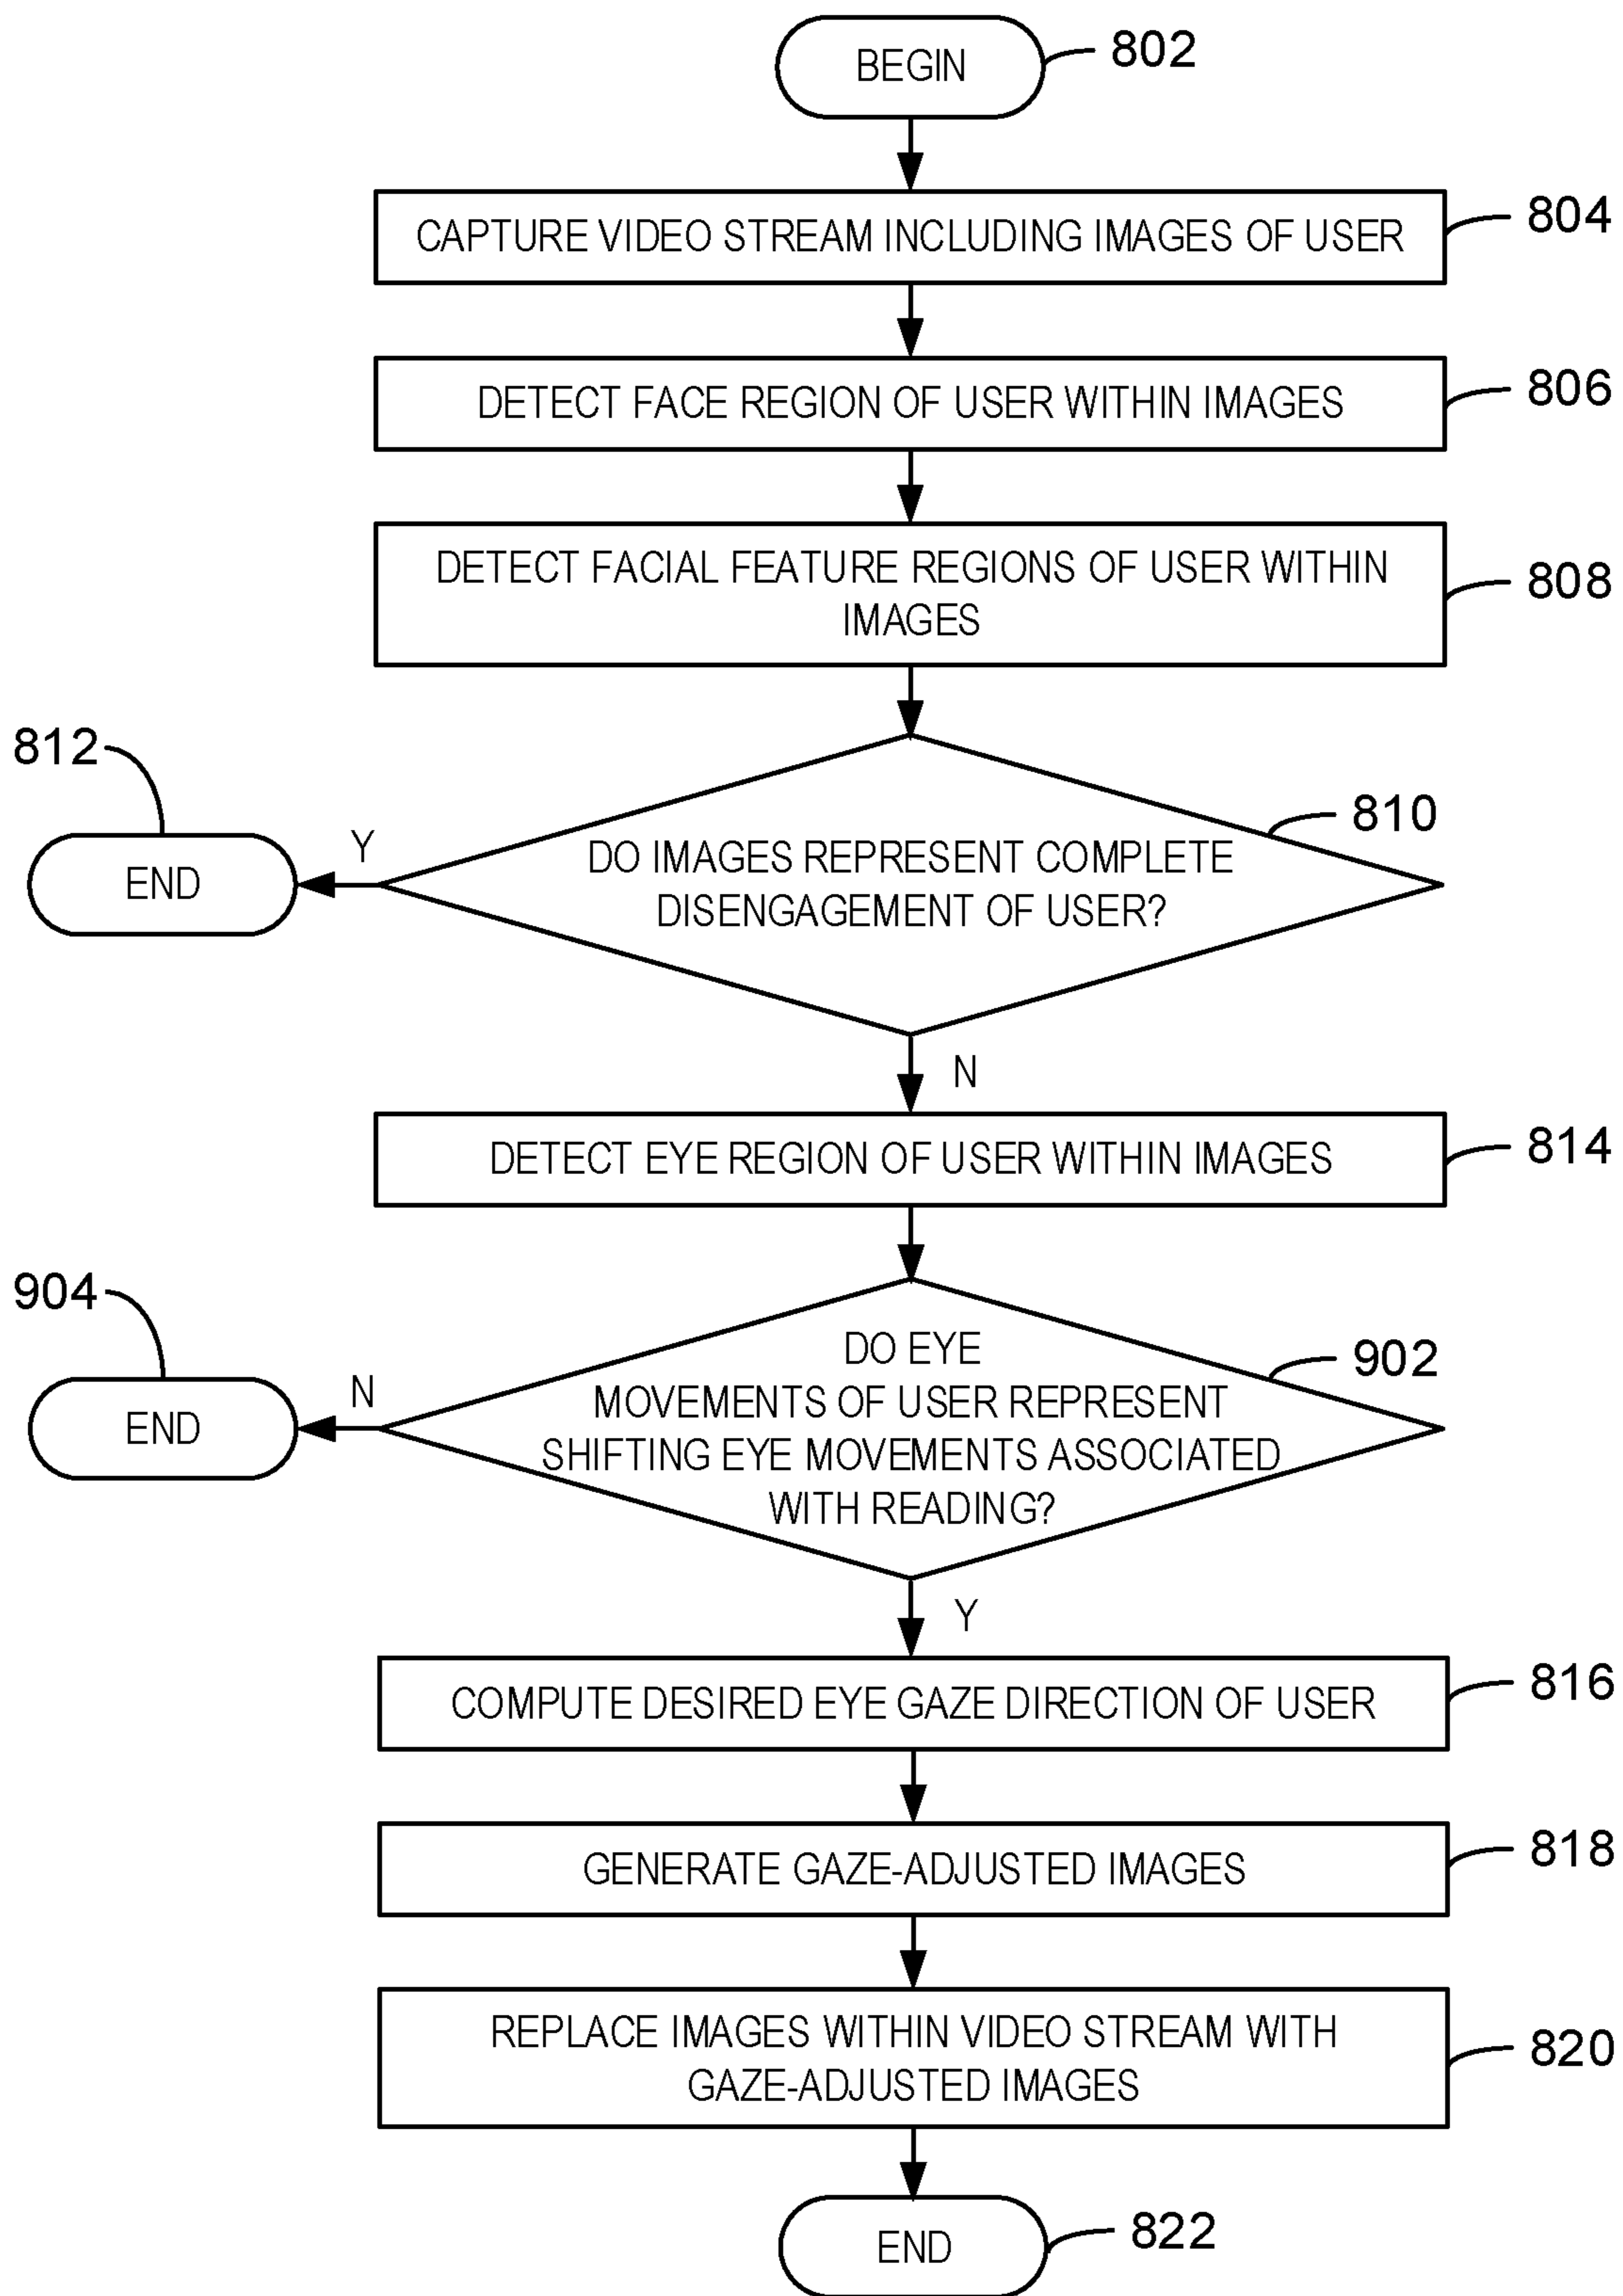 BEGIN
802
CAPTURE VIDEO STREAM INCLUDING IMAGES OF USER
804
DETECT FACE REGION OF USER WITHIN IMAGES
806
DETECT FACIAL FEATURE REGIONS OF USER WITHIN
IMAGES
808
812
END
Y
810
DO IMAGES REPRESENT COMPLETE
DISENGAGEMENT OF USER?
N
DETECT EYE REGION OF USER WITHIN IMAGES
814
904
END
N
902
DO EYE
MOVEMENTS OF USER REPRESENT
SHIFTING EYE MOVEMENTS ASSOCIATED
WITH READING?
Y
COMPUTE DESIRED EYE GAZE DIRECTION OF USER
816
GENERATE GAZE-ADJUSTED IMAGES
818
REPLACE IMAGES WITHIN VIDEO STREAM WITH
GAZE-ADJUSTED IMAGES
820
END
822